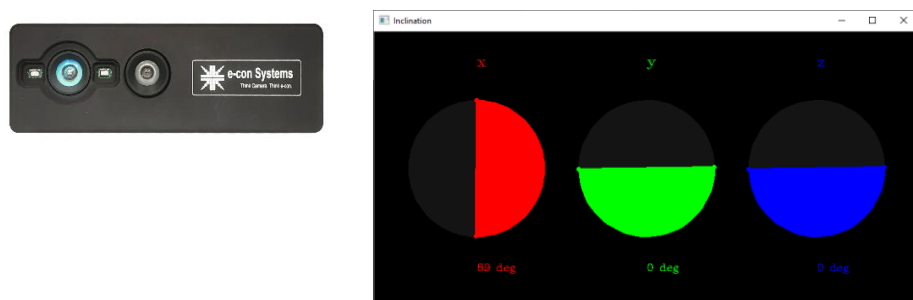 e-con Systems
Think Camera. Think e-con.
Inclination
x y z
89 deg 0 deg 0 deg